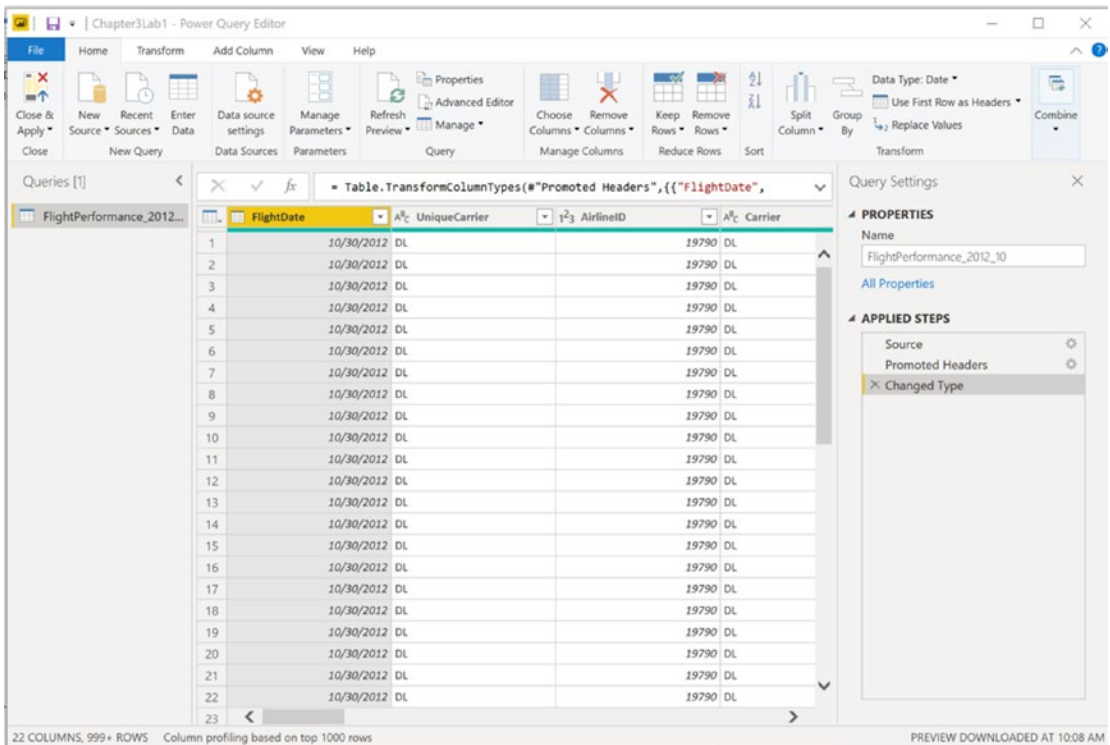 Chapter3Lab1 - Power Query Editor
File Home Transform Add Column View Help
Close & Apply
New Source
Recent Sources
Enter Data
Data source settings
Manage Parameters
Refresh Preview
Properties
Advanced Editor
Manage
Choose Columns
Remove Columns
Keep Rows
Remove Rows
Split Column
Group By
Data Type: Date
Use First Row as Headers
Replace Values
Combine
Close New Query Data Sources Parameters Query Manage Columns Reduce Rows Sort Transform
Queries [1]
FlightPerformance_2012...
fx = Table.TransformColumnTypes(#"Promoted Headers",{{"FlightDate",
FlightDate ABC UniqueCarrier 123 AirlineID ABC Carrier
1 10/30/2012 DL 19790 DL
2 10/30/2012 DL 19790 DL
3 10/30/2012 DL 19790 DL
4 10/30/2012 DL 19790 DL
5 10/30/2012 DL 19790 DL
6 10/30/2012 DL 19790 DL
7 10/30/2012 DL 19790 DL
8 10/30/2012 DL 19790 DL
9 10/30/2012 DL 19790 DL
10 10/30/2012 DL 19790 DL
11 10/30/2012 DL 19790 DL
12 10/30/2012 DL 19790 DL
13 10/30/2012 DL 19790 DL
14 10/30/2012 DL 19790 DL
15 10/30/2012 DL 19790 DL
16 10/30/2012 DL 19790 DL
17 10/30/2012 DL 19790 DL
18 10/30/2012 DL 19790 DL
19 10/30/2012 DL 19790 DL
20 10/30/2012 DL 19790 DL
21 10/30/2012 DL 19790 DL
22 10/30/2012 DL 19790 DL
23
Query Settings
PROPERTIES
Name
FlightPerformance_2012_10
All Properties
APPLIED STEPS
Source
Promoted Headers
Changed Type
22 COLUMNS, 999+ ROWS Column profiling based on top 1000 rows PREVIEW DOWNLOADED AT 10:08 AM